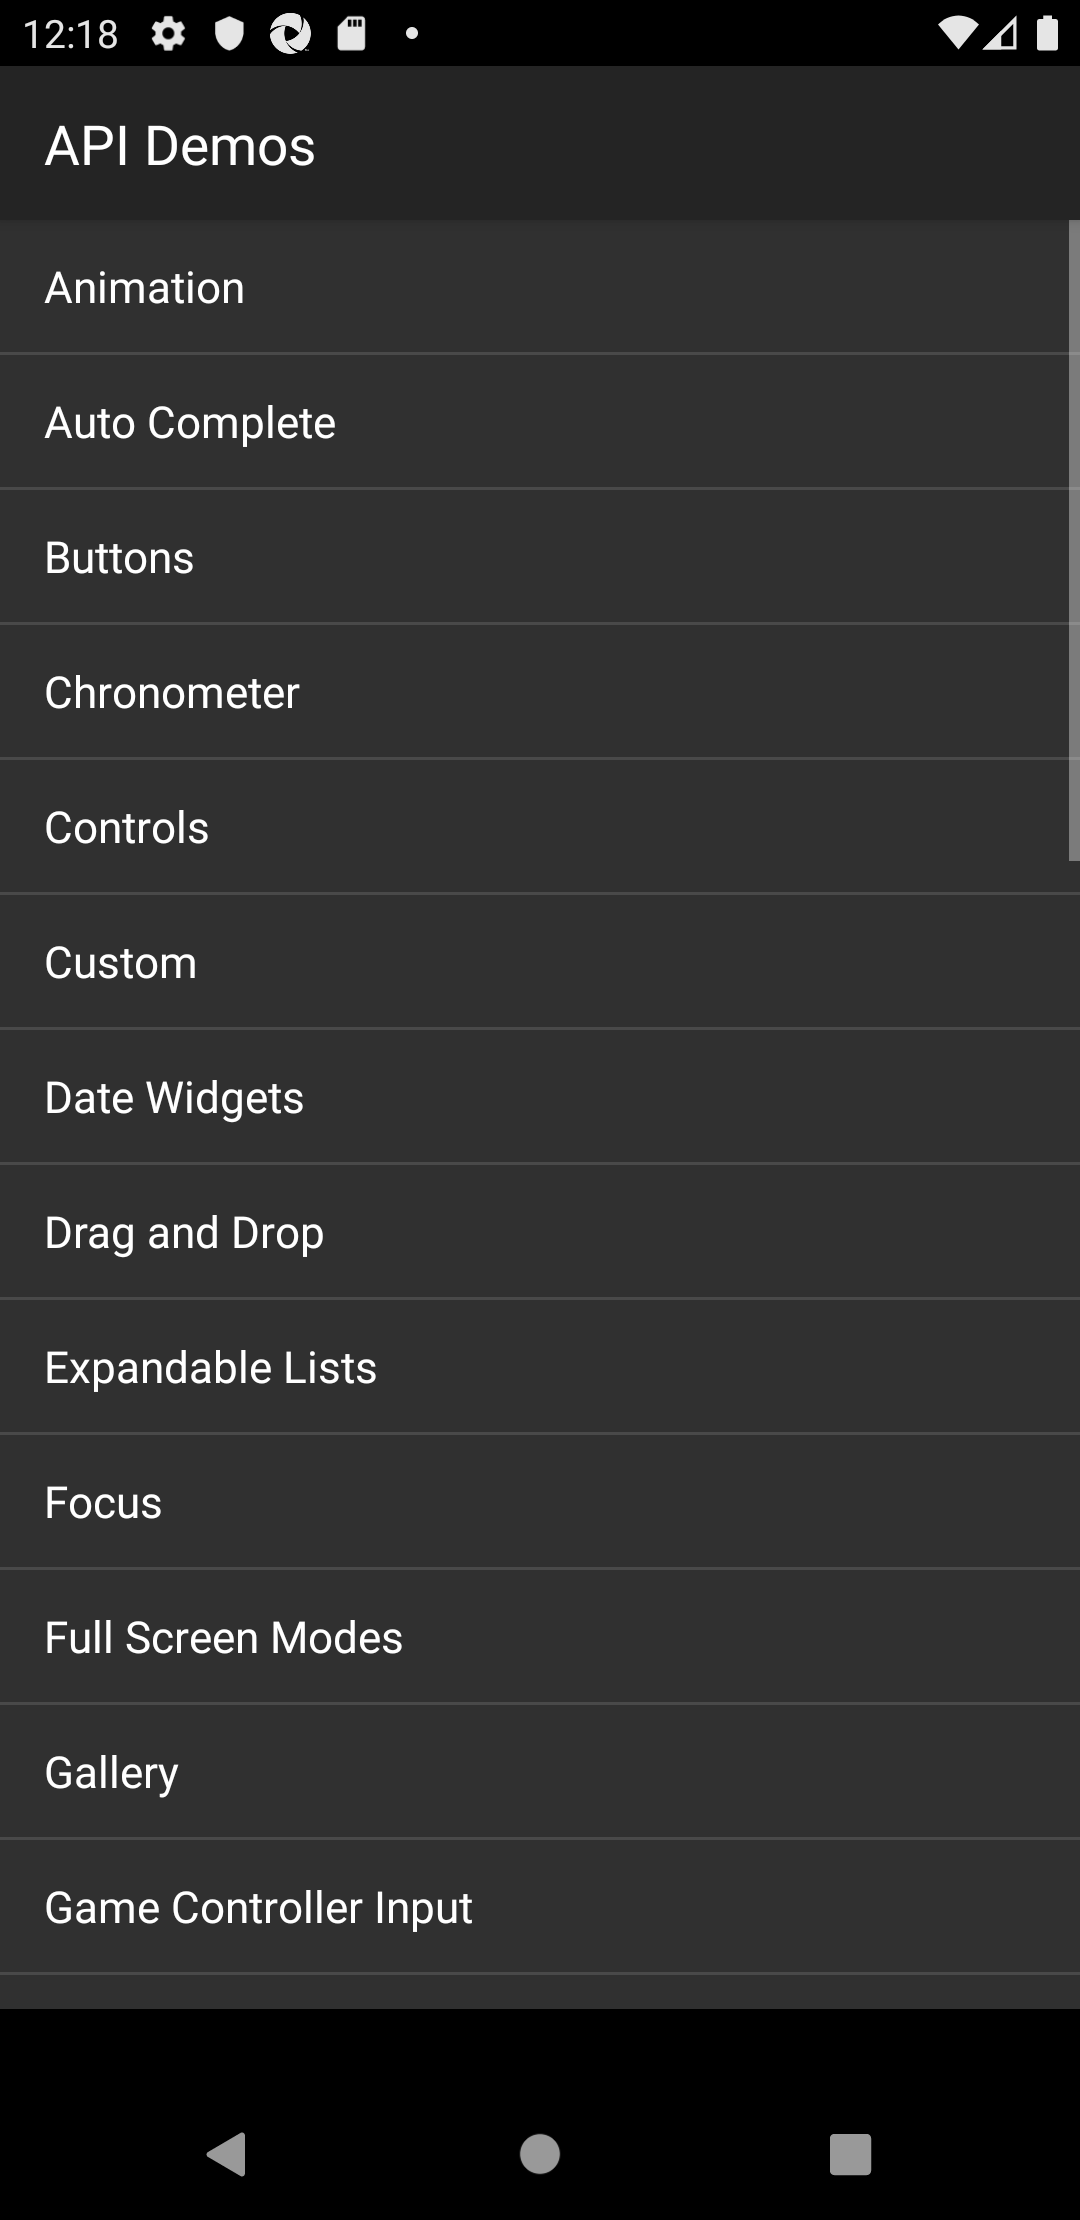 12:18
API Demos
Animation
Auto Complete
Buttons
Chronometer
Controls
Custom
Date Widgets
Drag and Drop
Expandable Lists
Focus
Full Screen Modes
Gallery
Game Controller Input